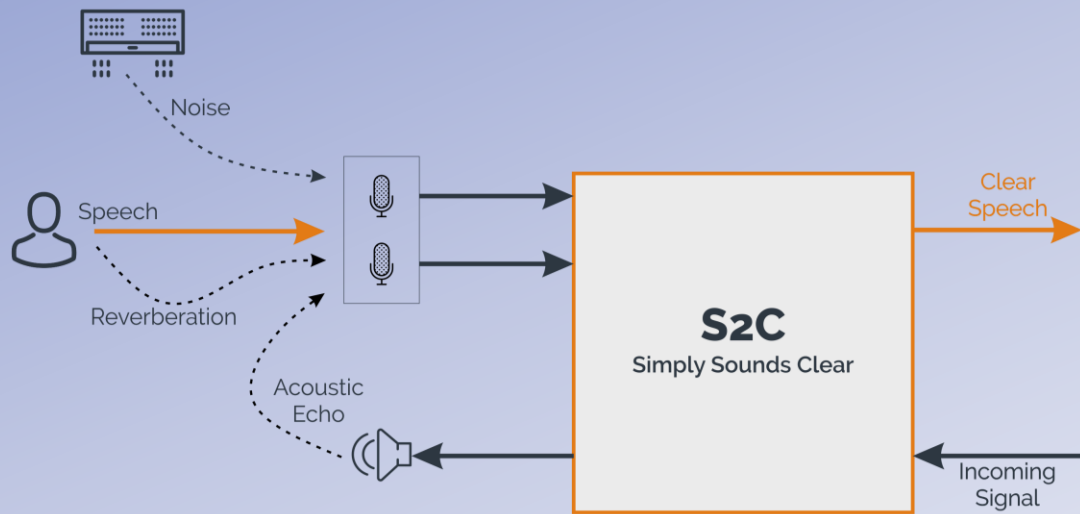 Noise
Speech
Reverberation
Acoustic
Echo
S2C
Simply Sounds Clear
Clear
Speech
Incoming
Signal